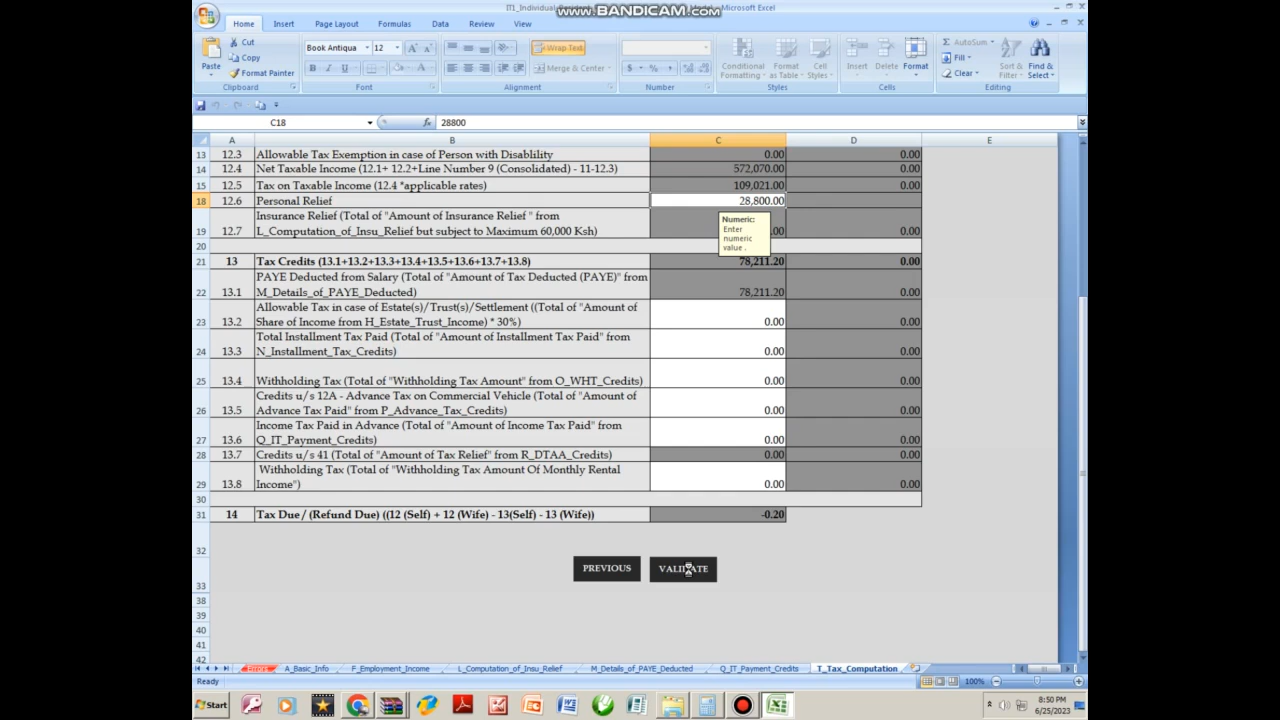 IT1_Individual
www.BANDICAM.com
Microsoft Excel
Home Insert Page Layout Formulas Data Review View
Paste
Cut
Copy
Format Painter
Clipboard
Book Antiqua 12
Font
Wrap Text
Merge & Center
Alignment
Number
Conditional Formatting
Format as Table
Cell Styles
Styles
Insert Delete Format
Cells
AutoSum
Fill
Clear
Sort & Filter
Find & Select
Editing
C18 fx 28800
A B C D E
13 12.3 Allowable Tax Exemption in case of Person with Disablility 0.00 0.00
14 12.4 Net Taxable Income (12.1+ 12.2+Line Number 9 (Consolidated) - 11-12.3) 572,070.00 0.00
15 12.5 Tax on Taxable Income (12.4 *applicable rates) 109,021.00 0.00
18 12.6 Personal Relief 28,800.00
Insurance Relief (Total of "Amount of Insurance Relief " from
19 12.7 L_Computation_of_Insu_Relief but subject to Maximum 60,000 Ksh) .00 0.00
Numeric:
Enter
numeric
value .
20
21 13 Tax Credits (13.1+13.2+13.3+13.4+13.5+13.6+13.7+13.8) 78,211.20 0.00
PAYE Deducted from Salary (Total of "Amount of Tax Deducted (PAYE)" from
22 13.1 M_Details_of_PAYE_Deducted) 78,211.20 0.00
Allowable Tax in case of Estate(s)/Trust(s)/Settlement ((Total of "Amount of
23 13.2 Share of Income from H_Estate_Trust_Income) * 30%) 0.00 0.00
Total Installment Tax Paid (Total of "Amount of Installment Tax Paid" from
24 13.3 N_Installment_Tax_Credits) 0.00 0.00
25 13.4 Withholding Tax (Total of "Withholding Tax Amount" from O_WHT_Credits) 0.00 0.00
Credits u/s 12A - Advance Tax on Commercial Vehicle (Total of "Amount of
26 13.5 Advance Tax Paid" from P_Advance_Tax_Credits) 0.00 0.00
Income Tax Paid in Advance (Total of "Amount of Income Tax Paid" from
27 13.6 Q_IT_Payment_Credits) 0.00 0.00
28 13.7 Credits u/s 41 (Total of "Amount of Tax Relief" from R_DTAA_Credits) 0.00 0.00
Withholding Tax (Total of "Withholding Tax Amount Of Monthly Rental
29 13.8 Income") 0.00 0.00
30
31 14 Tax Due / (Refund Due) ((12 (Self) + 12 (Wife) - 13(Self) - 13 (Wife)) -0.20
32
33 PREVIOUS VALIDATE
38
39
40
41
42
Errors A_Basic_Info F_Employment_Income L_Computation_of_Insu_Relief M_Details_of_PAYE_Deducted Q_IT_Payment_Credits T_Tax_Computation
Ready 100%
Start 8:50 PM
6/25/2023